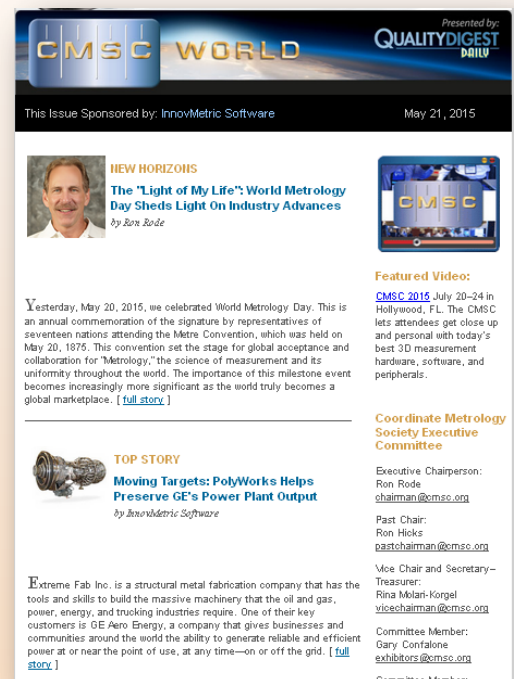 CMSC WORLD
Presented by:
QUALITYDIGEST
DAILY
This Issue Sponsored by: InnovMetric Software
May 21, 2015
NEW HORIZONS
The "Light of My Life": World Metrology
Day Sheds Light On Industry Advances
by Ron Rode
Yesterday, May 20, 2015, we celebrated World Metrology Day. This is
an annual commemoration of the signature by representatives of
seventeen nations attending the Metre Convention, which was held on
May 20, 1875. This convention set the stage for global acceptance and
collaboration for "Metrology," the science of measurement and its
uniformity throughout the world. The importance of this milestone event
becomes increasingly more significant as the world truly becomes a
global marketplace. [ full story ]
TOP STORY
Moving Targets: PolyWorks Helps
Preserve GE's Power Plant Output
by InnovMetric Software
Extreme Fab Inc. is a structural metal fabrication company that has the
tools and skills to build the massive machinery that the oil and gas,
power, energy, and trucking industries require. One of their key
customers is GE Aero Energy, a company that gives businesses and
communities around the world the ability to generate reliable and efficient
power at or near the point of use, at any time—on or off the grid. [ full
story ]
CMSC
Featured Video:
CMSC 2015 July 20–24 in
Hollywood, FL. The CMSC
lets attendees get close up
and personal with today's
best 3D measurement
hardware, software, and
peripherals.
Coordinate Metrology
Society Executive
Committee
Executive Chairperson:
Ron Rode
chairman@cmsc.org
Past Chair:
Ron Hicks
pastchairman@cmsc.org
Vice Chair and Secretary–
Treasurer:
Rina Molari-Korgel
vicechairman@cmsc.org
Committee Member:
Gary Confalone
exhibitors@cmsc.org
Committee Member: